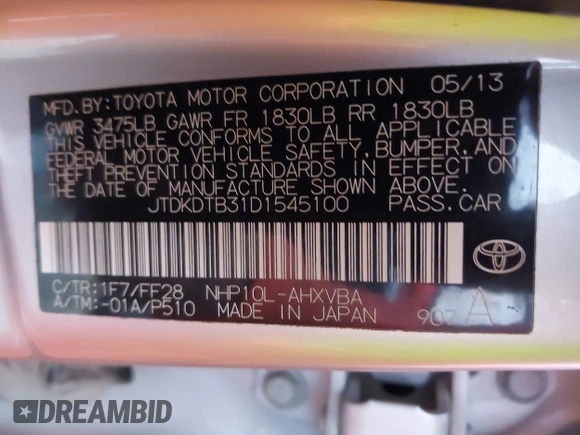 MFD.BY:TOYOTA MOTOR CORPORATION 05/13
GVWR 3475LB GAWR FR 1830LB RR 1830LB
THIS VEHICLE CONFORMS TO ALL APPLICABLE
FEDERAL MOTOR VEHICLE SAFETY, BUMPER, AND
THEFT PREVENTION STANDARDS IN EFFECT ON
THE DATE OF MANUFACTURE SHOWN ABOVE.
JTDKDTB31D1545100 PASS.CAR
C/TR:1F7/FF28 NHP10L-AHXVBA
A/TM:-01A/P510 MADE IN JAPAN 907 A
TOYOTA
DREAMBID